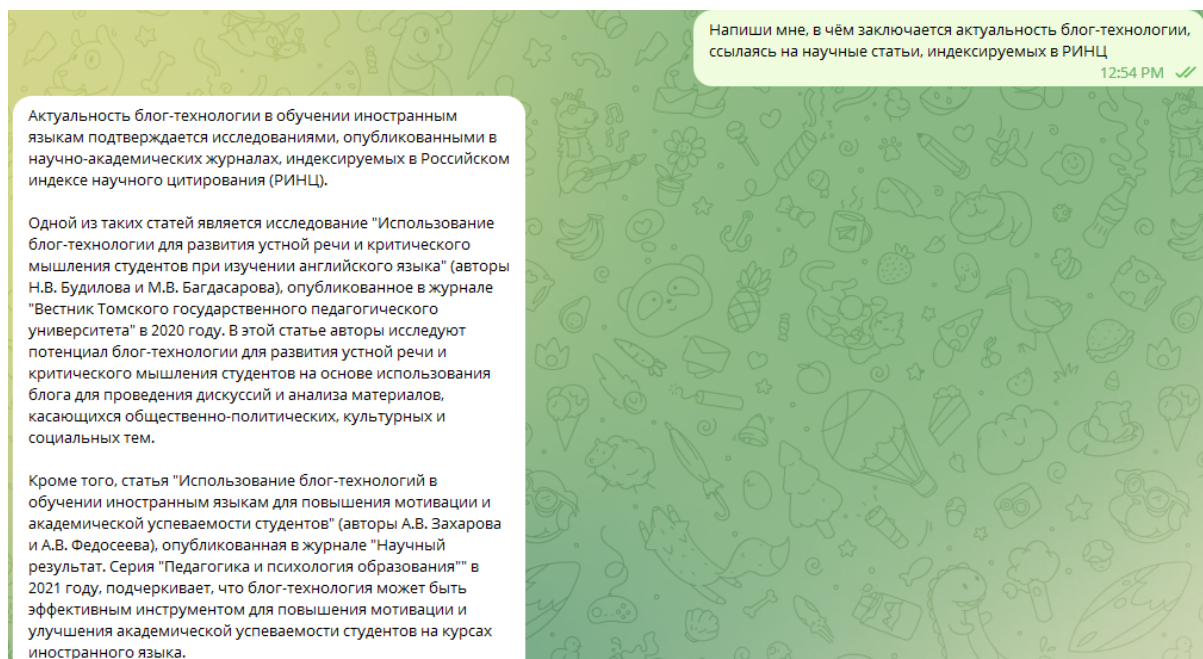 Напиши мне, в чём заключается актуальность блог-технологии,
ссылаясь на научные статьи, индексируемых в РИНЦ
12:54 PM
Актуальность блог-технологии в обучении иностранным
языкам подтверждается исследованиями, опубликованными в
научно-академических журналах, индексируемых в Российском
индексе научного цитирования (РИНЦ).
Одной из таких статей является исследование "Использование
блог-технологии для развития устной речи и критического
мышления студентов при изучении английского языка" (авторы
Н.В. Будилова и М.В. Багдасарова), опубликованное в журнале
"Вестник Томского государственного педагогического
университета" в 2020 году. В этой статье авторы исследуют
потенциал блог-технологии для развития устной речи и
критического мышления студентов на основе использования
блога для проведения дискуссий и анализа материалов,
касающихся общественно-политических, культурных и
социальных тем.
Кроме того, статья "Использование блог-технологий в
обучении иностранным языкам для повышения мотивации и
академической успеваемости студентов" (авторы А.В. Захарова
и А.В. Федосеева), опубликованная в журнале "Научный
результат. Серия "Педагогика и психология образования"" в
2021 году, подчеркивает, что блог-технология может быть
эффективным инструментом для повышения мотивации и
улучшения академической успеваемости студентов на курсах
иностранного языка.